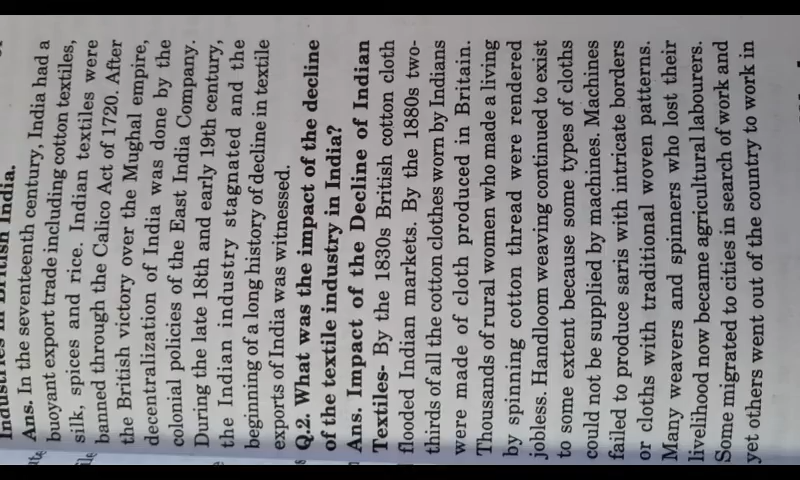 Industries in British India.
Ans. In the seventeenth century, India had a
buoyant export trade including cotton textiles,
silk, spices and rice. Indian textiles were
banned through the Calico Act of 1720. After
the British victory over the Mughal empire,
decentralization of India was done by the
colonial policies of the East India Company.
During the late 18th and early 19th century,
the Indian industry stagnated and the
beginning of a long history of decline in textile
exports of India was witnessed.
Q.2. What was the impact of the decline
of the textile industry in India?
Ans. Impact of the Decline of Indian
Textiles- By the 1830s British cotton cloth
flooded Indian markets. By the 1880s two-
thirds of all the cotton clothes worn by Indians
were made of cloth produced in Britain.
Thousands of rural women who made a living
by spinning cotton thread were rendered
jobless. Handloom weaving continued to exist
to some extent because some types of cloths
could not be supplied by machines. Machines
failed to produce saris with intricate borders
or cloths with traditional woven patterns.
Many weavers and spinners who lost their
livelihood now became agricultural labourers.
Some migrated to cities in search of work and
yet others went out of the country to work in